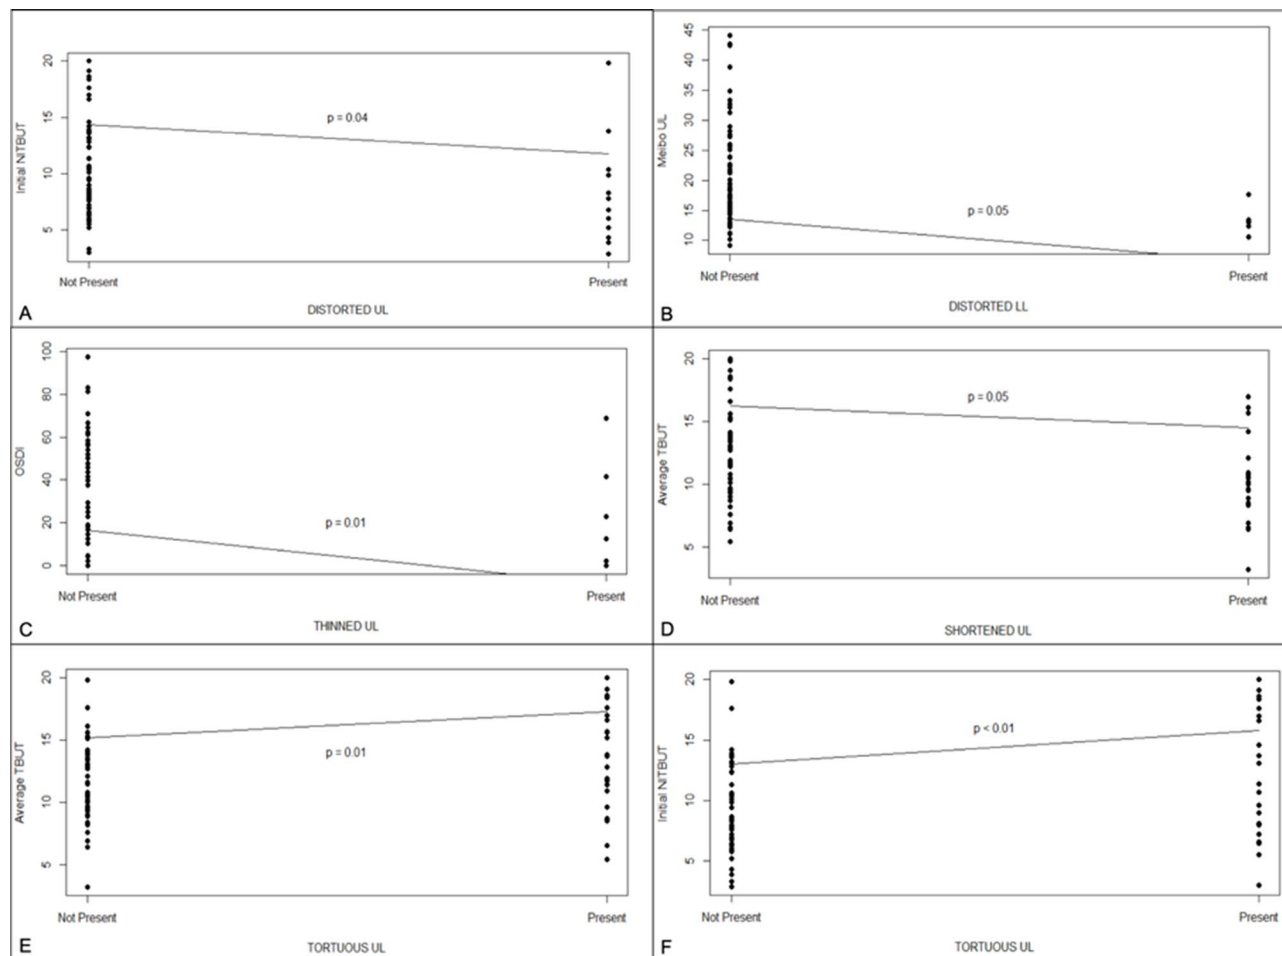 20
15
10
5
Initial NITBUT
p = 0.04
Not Present
Present
DISTORTED UL
A
45
40
35
30
25
20
15
10
Meibo UL
p = 0.05
Not Present
Present
DISTORTED LL
B
100
80
60
40
20
0
OSDI
p = 0.01
Not Present
Present
THINNED UL
C
20
15
10
5
Average TBUT
p = 0.05
Not Present
Present
SHORTENED UL
D
20
15
10
5
Average TBUT
p = 0.01
Not Present
Present
TORTUOUS UL
E
20
15
10
5
Initial NITBUT
p < 0.01
Not Present
Present
TORTUOUS UL
F